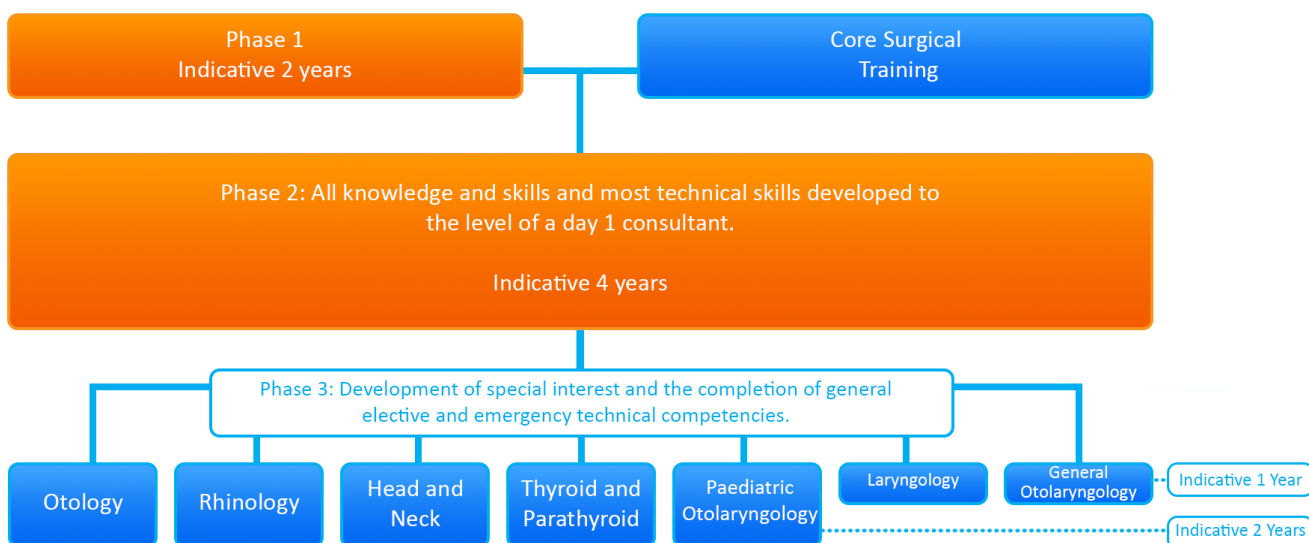 Phase 1
Indicative 2 years
Core Surgical
Training
Phase 2: All knowledge and skills and most technical skills developed to
the level of a day 1 consultant.
Indicative 4 years
Phase 3: Development of special interest and the completion of general
elective and emergency technical competencies.
Otology
Rhinology
Head and
Neck
Thyroid and
Parathyroid
Paediatric
Otolaryngology
Laryngology
General
Otolaryngology
Indicative 1 Year
Indicative 2 Years